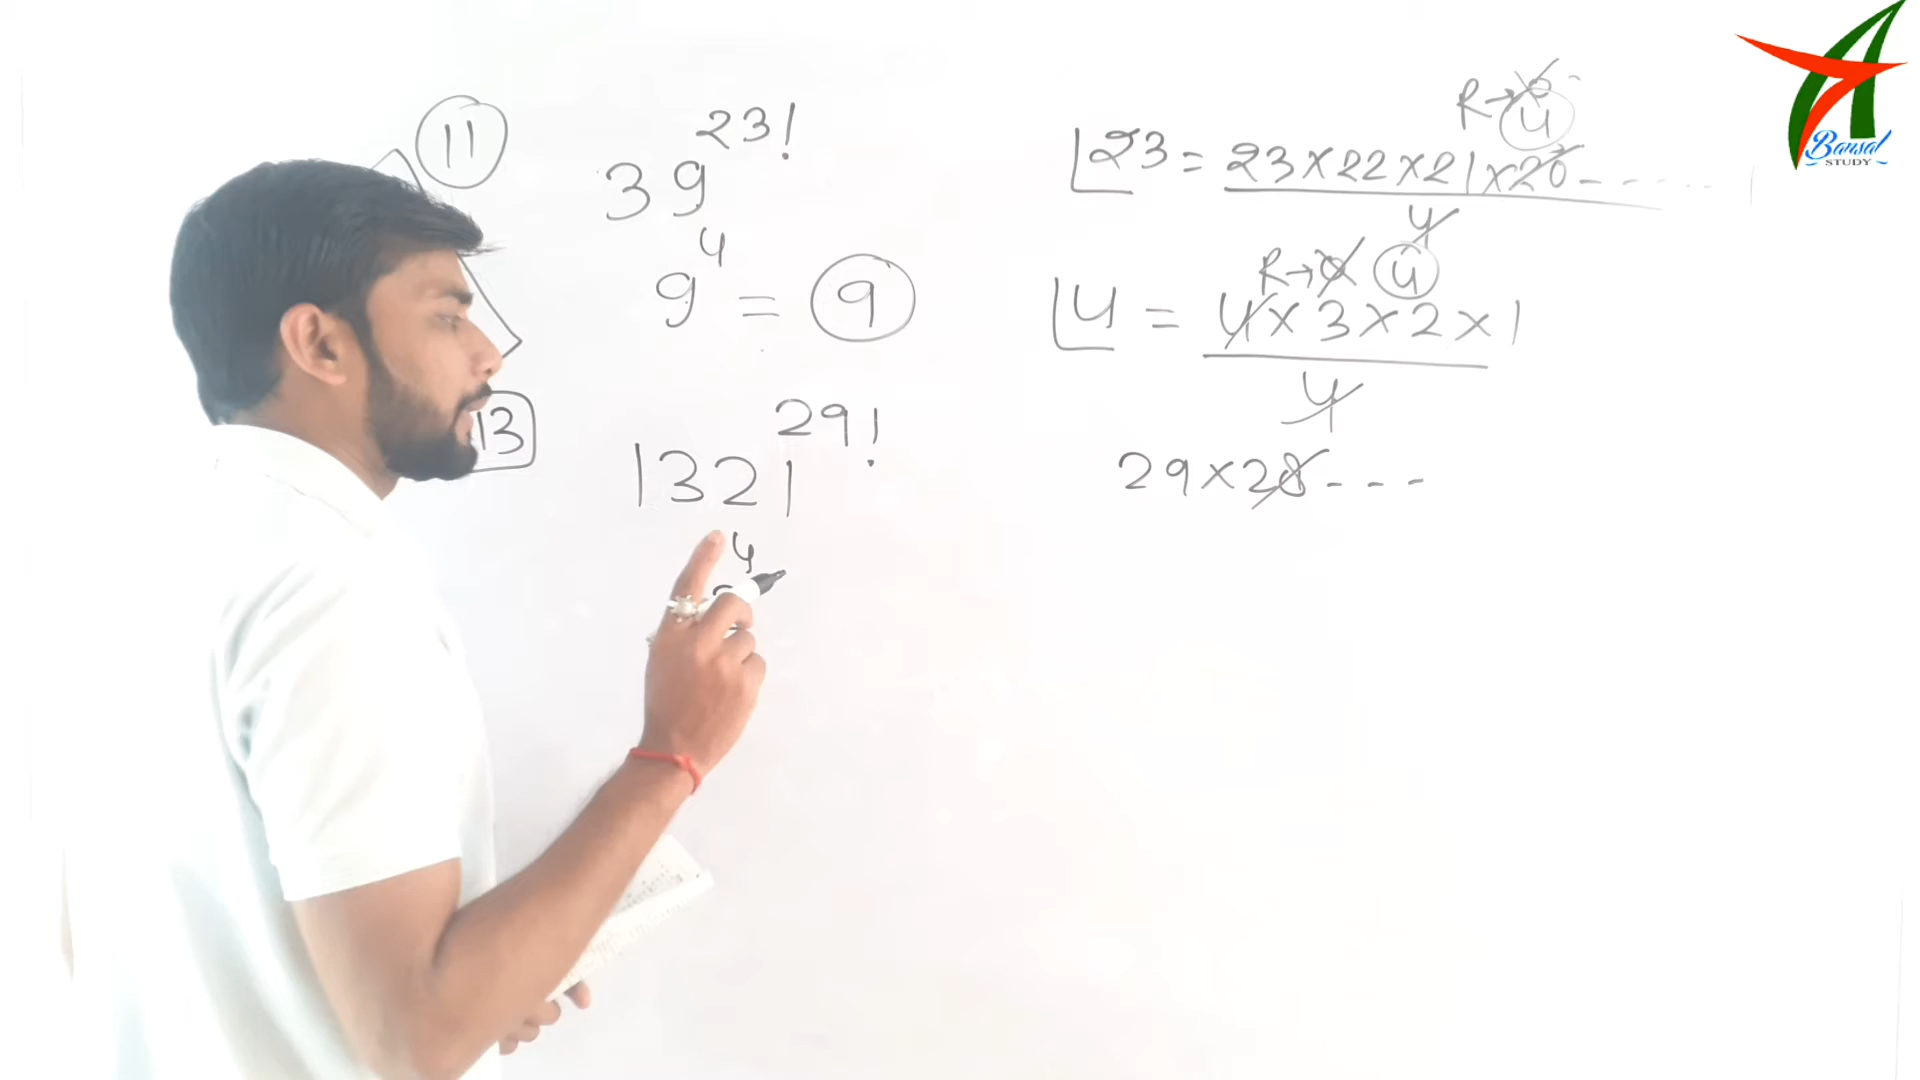 11
39^23!
9^4 = 9
13
1321^29!
4
R→ 4
⌊23 = 23×22×21×20-----
4
R→0 4
⌊4 = 4×3×2×1
4
29×28---
Bansal
STUDY